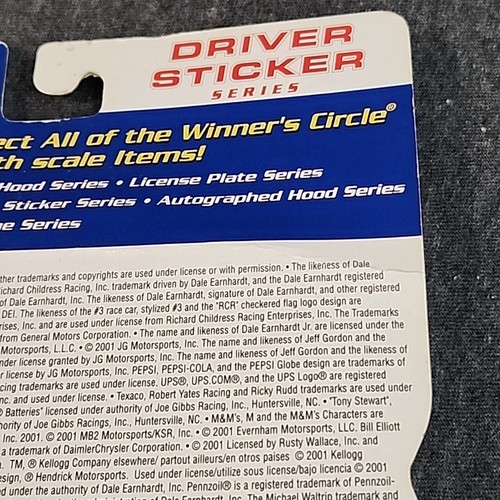 DRIVER
STICKER
SERIES
ect All of the Winner's Circle®
th scale Items!
Hood Series • License Plate Series
Sticker Series • Autographed Hood Series
ne Series
ther trademarks and copyrights are used under license or with permission. • The likeness of Dale
Richard Childress Racing, Inc. trademark driven by Dale Earnhardt, and the Dale Earnhardt registered
of Dale Earnhardt, Inc. The likeness of Dale Earnhardt, signature of Dale Earnhardt, and other registered
DEI. The likeness of the #3 race car, stylized #3 and the "RCR" checkered flag logo design are
rises, Inc. and are used under license from Richard Childress Racing Enterprises, Inc. The Trademarks
from General Motors Corporation. • The name and likeness of Dale Earnhardt Jr. are licensed under the
Motorsports, L.L.C. • © 2001 JG Motorsports, Inc. The name and likeness of Jeff Gordon and the
under license granted by JG Motorsports, Inc. The name and likeness of Jeff Gordon and the likeness of
r license by JG Motorsports, Inc. PEPSI, PEPSI-COLA, and the PEPSI Globe design are trademarks of
cing trademarks are used under license. UPS®, UPS.COM®, and the UPS Logo® are registered
nc. and used under license. • Texaco, Robert Yates Racing and Ricky Rudd trademarks are used under
® Batteries' licensed under authority of Joe Gibbs Racing, Inc., Huntersville, NC. • "Tony Stewart",
hority of Joe Gibbs Racing, Inc., Huntersville, NC. • M&M's, M and the M&M's Characters are
Inc. 2001. © 2001 MB2 Motorsports/KSR, Inc. • © 2001 Evernham Motorsports, LLC. Bill Elliott
a trademark of DaimlerChrysler Corporation. • © 2001 Licensed by Rusty Wallace, Inc. and
n. TM, ® Kellogg Company elsewhere/ partout ailleurs/en otros paises © 2001 Kellogg
esign, ® Hendrick Motorsports. Used under license/utilize sous license/bajo licencia © 2001
d under the authority of Dale Earnhardt, Inc. Pennzoil® is a registered trademark of Pennzoil-
The Michael Waltrip trademark and